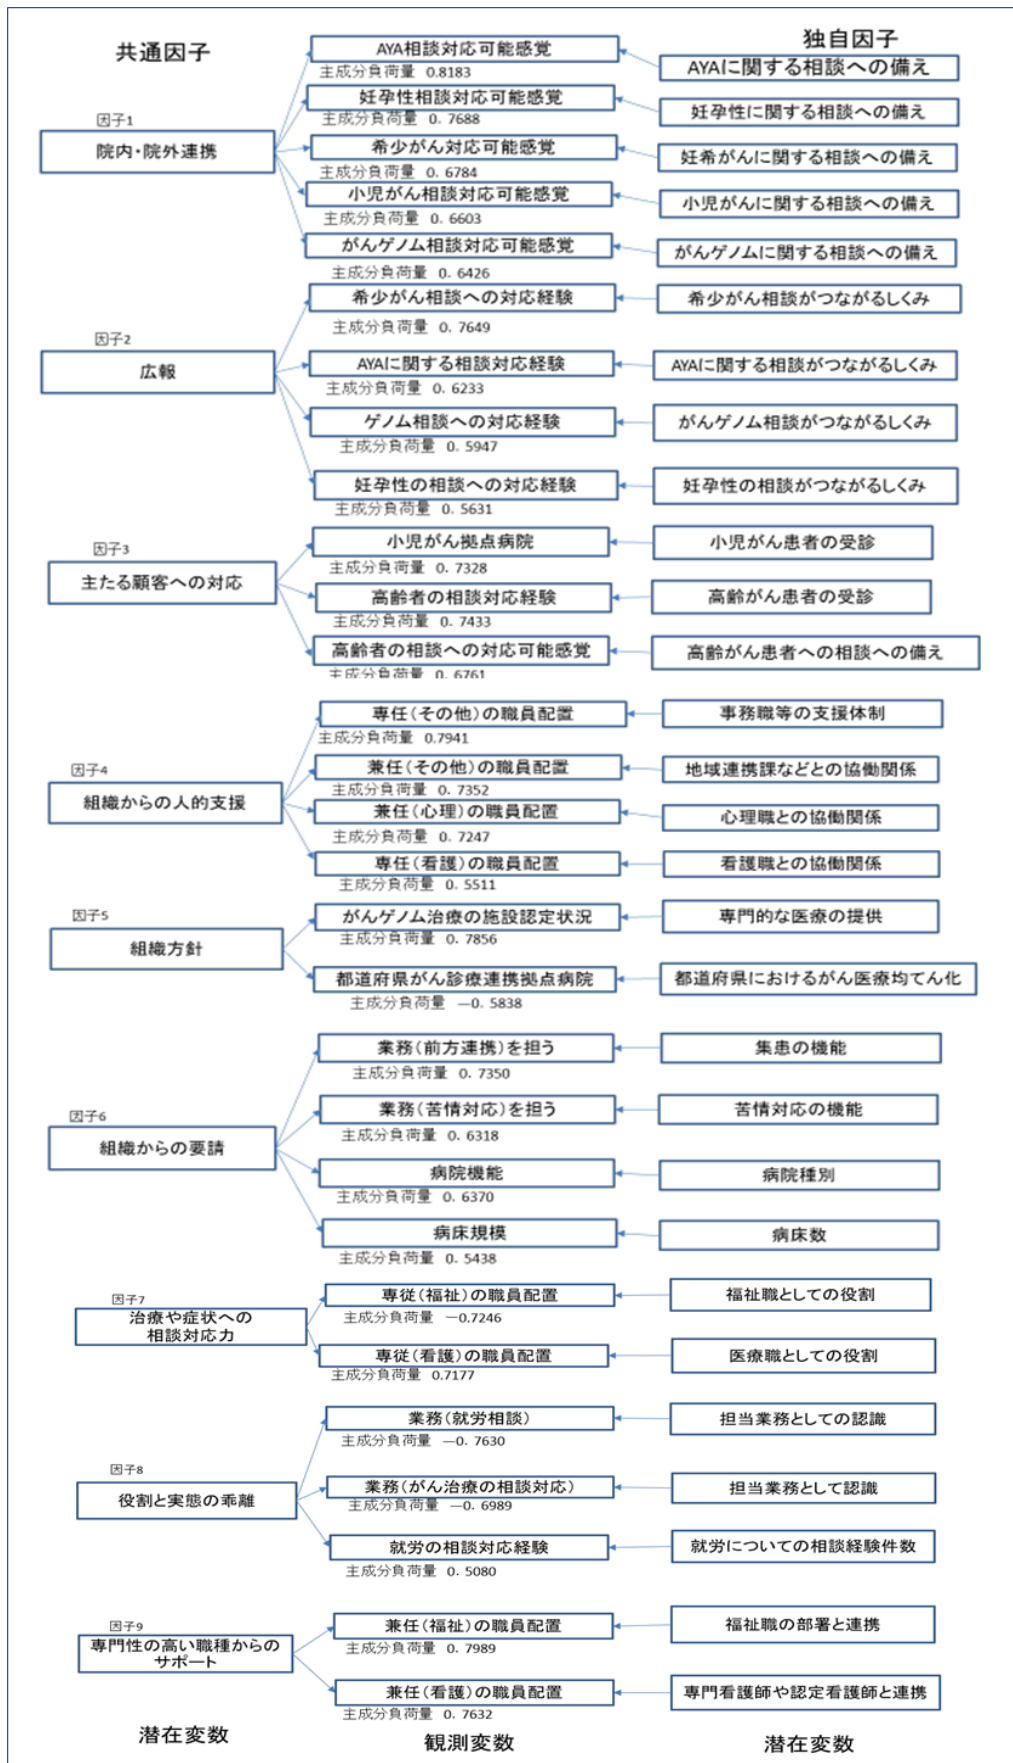 共通因子
独自因子
因子1
院内・院外連携
AYA相談対応可能感覚
主成分負荷量 0.8183
AYAに関する相談への備え
妊孕性相談対応可能感覚
主成分負荷量 0.7688
妊孕性に関する相談への備え
希少がん対応可能感覚
主成分負荷量 0.6784
妊希がんに関する相談への備え
小児がん相談対応可能感覚
主成分負荷量 0.6603
小児がんに関する相談への備え
がんゲノム相談対応可能感覚
主成分負荷量 0.6426
がんゲノムに関する相談への備え
因子2
広報
希少がん相談への対応経験
主成分負荷量 0.7649
希少がん相談がつながるしくみ
AYAに関する相談対応経験
主成分負荷量 0.6233
AYAに関する相談がつながるしくみ
ゲノム相談への対応経験
主成分負荷量 0.5947
がんゲノム相談がつながるしくみ
妊孕性の相談への対応経験
主成分負荷量 0.5631
妊孕性の相談がつながるしくみ
因子3
主たる顧客への対応
小児がん拠点病院
主成分負荷量 0.7328
小児がん患者の受診
高齢者の相談対応経験
主成分負荷量 0.7433
高齢がん患者の受診
高齢者の相談への対応可能感覚
主成分負荷量 0.6761
高齢がん患者への相談への備え
因子4
組織からの人的支援
専任(その他)の職員配置
主成分負荷量 0.7941
事務職等の支援体制
兼任(その他)の職員配置
主成分負荷量 0.7352
地域連携課などとの協働関係
兼任(心理)の職員配置
主成分負荷量 0.7247
心理職との協働関係
専任(看護)の職員配置
主成分負荷量 0.5511
看護職との協働関係
因子5
組織方針
がんゲノム治療の施設認定状況
主成分負荷量 0.7856
専門的な医療の提供
都道府県がん診療連携拠点病院
主成分負荷量 ―0.5838
都道府県におけるがん医療均てん化
因子6
組織からの要請
業務(前方連携)を担う
主成分負荷量 0.7350
集患の機能
業務(苦情対応)を担う
主成分負荷量 0.6318
苦情対応の機能
病院機能
主成分負荷量 0.6370
病院種別
病床規模
主成分負荷量 0.5438
病床数
因子7
治療や症状への
相談対応力
専従(福祉)の職員配置
主成分負荷量 ―0.7246
福祉職としての役割
専従(看護)の職員配置
主成分負荷量 0.7177
医療職としての役割
因子8
役割と実態の乖離
業務(就労相談)
主成分負荷量 ―0.7630
担当業務としての認識
業務(がん治療の相談対応)
主成分負荷量 ―0.6989
担当業務として認識
就労の相談対応経験
主成分負荷量 0.5080
就労についての相談経験件数
因子9
専門性の高い職種からの
サポート
兼任(福祉)の職員配置
主成分負荷量 0.7989
福祉職の部署と連携
兼任(看護)の職員配置
主成分負荷量 0.7632
専門看護師や認定看護師と連携
潜在変数
観測変数
潜在変数